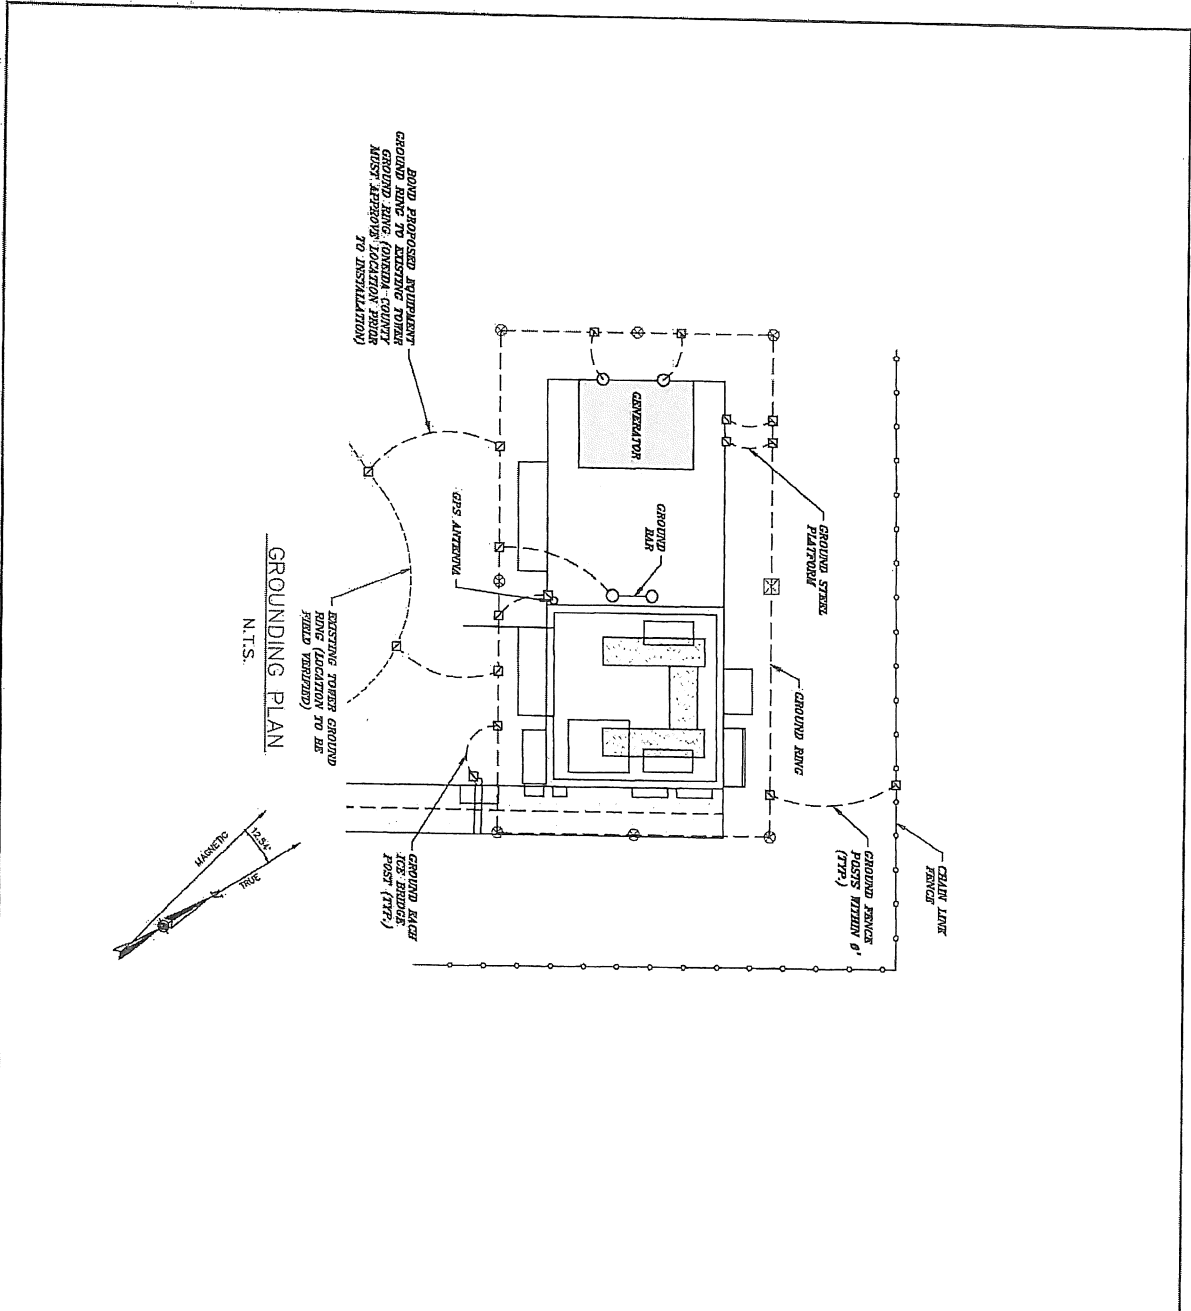 BOND PROPOSED EQUIPMENT
GROUND RING TO EXISTING TOWER
GROUND RING (ONEIDA COUNTY
MUST APPROVE LOCATION PRIOR
TO INSTALLATION)
GENERATOR
GROUND STEEL
PLATFORM
GROUND
BAR
GPS ANTENNA
GROUND RING
CHAIN LINK
FENCE
GROUND FENCE
POSTS WITHIN 6'
(TYP.)
GROUND EACH
ICE BRIDGE
POST (TYP.)
EXISTING TOWER GROUND
RING (LOCATION TO BE
FIELD VERIFIED)
GROUNDING PLAN
N.T.S.
MAGNETIC
12.54°
TRUE